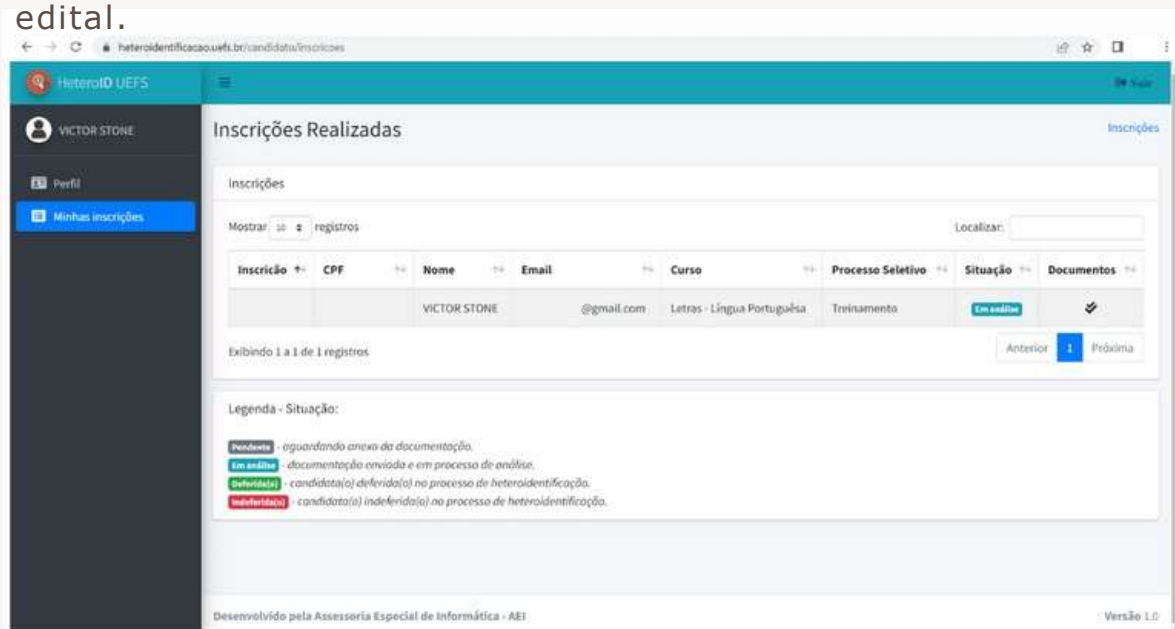 edital.
heteroidentificacao.uefs.br/candidato/inscricoes
HeteroID UEFS
Sair
VICTOR STONE
Inscrições Realizadas
Inscrições
Perfil
Inscrições
Minhas inscrições
Mostrar 10 registros
Localizar:
Inscrição CPF Nome Email Curso Processo Seletivo Situação Documentos
VICTOR STONE @gmail.com Letras - Língua Portuguêsa Treinamento Em análise
Exibindo 1 a 1 de 1 registros
Anterior 1 Próxima
Legenda - Situação:
Pendente - aguardando anexo da documentação.
Em análise - documentação enviada e em processo de análise.
Deferida(o) - candidata(o) deferida(o) no processo de heteroidentificação.
Indeferida(o) - candidata(o) indeferida(o) no processo de heteroidentificação.
Desenvolvido pela Assessoria Especial de Informática - AEI
Versão 1.0